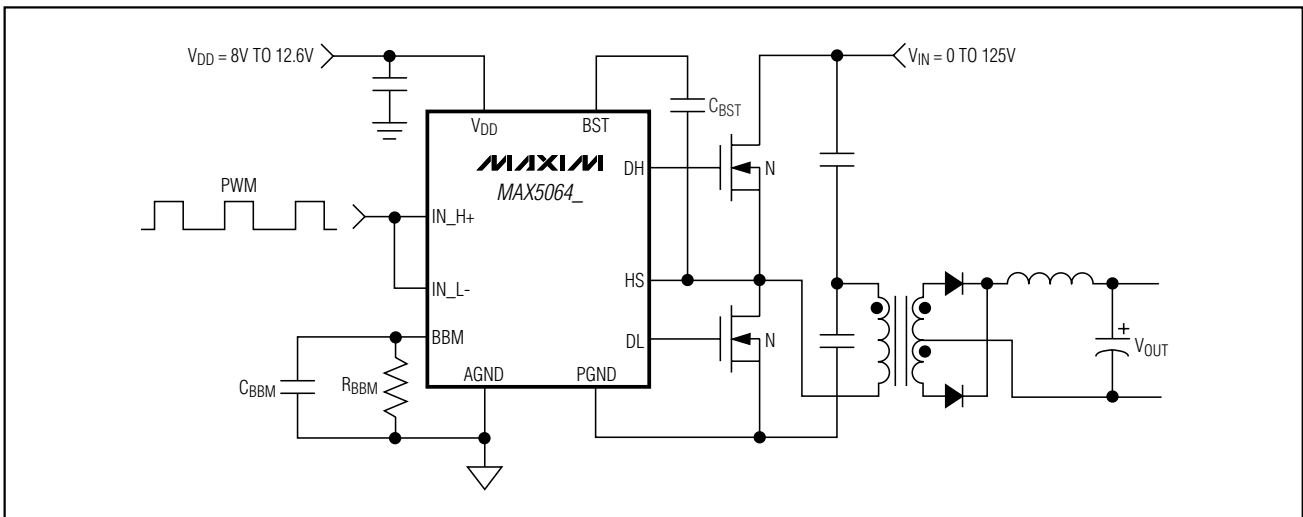 V_DD = 8V TO 12.6V
V_IN = 0 TO 125V
C_BST
V_DD
BST
MAXIM
MAX5064_
DH
N
PWM
IN_H+
HS
IN_L-
BBM
DL
N
V_OUT
+
C_BBM
R_BBM
AGND
PGND